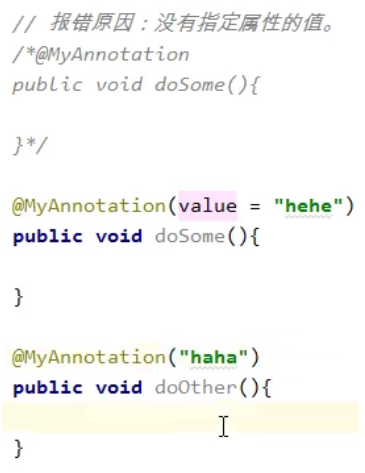 // 报错原因：没有指定属性的值。
/*@MyAnnotation
public void doSome(){
}*/
@MyAnnotation(value = "hehe")
public void doSome(){
}
@MyAnnotation("haha")
public void doOther(){
}